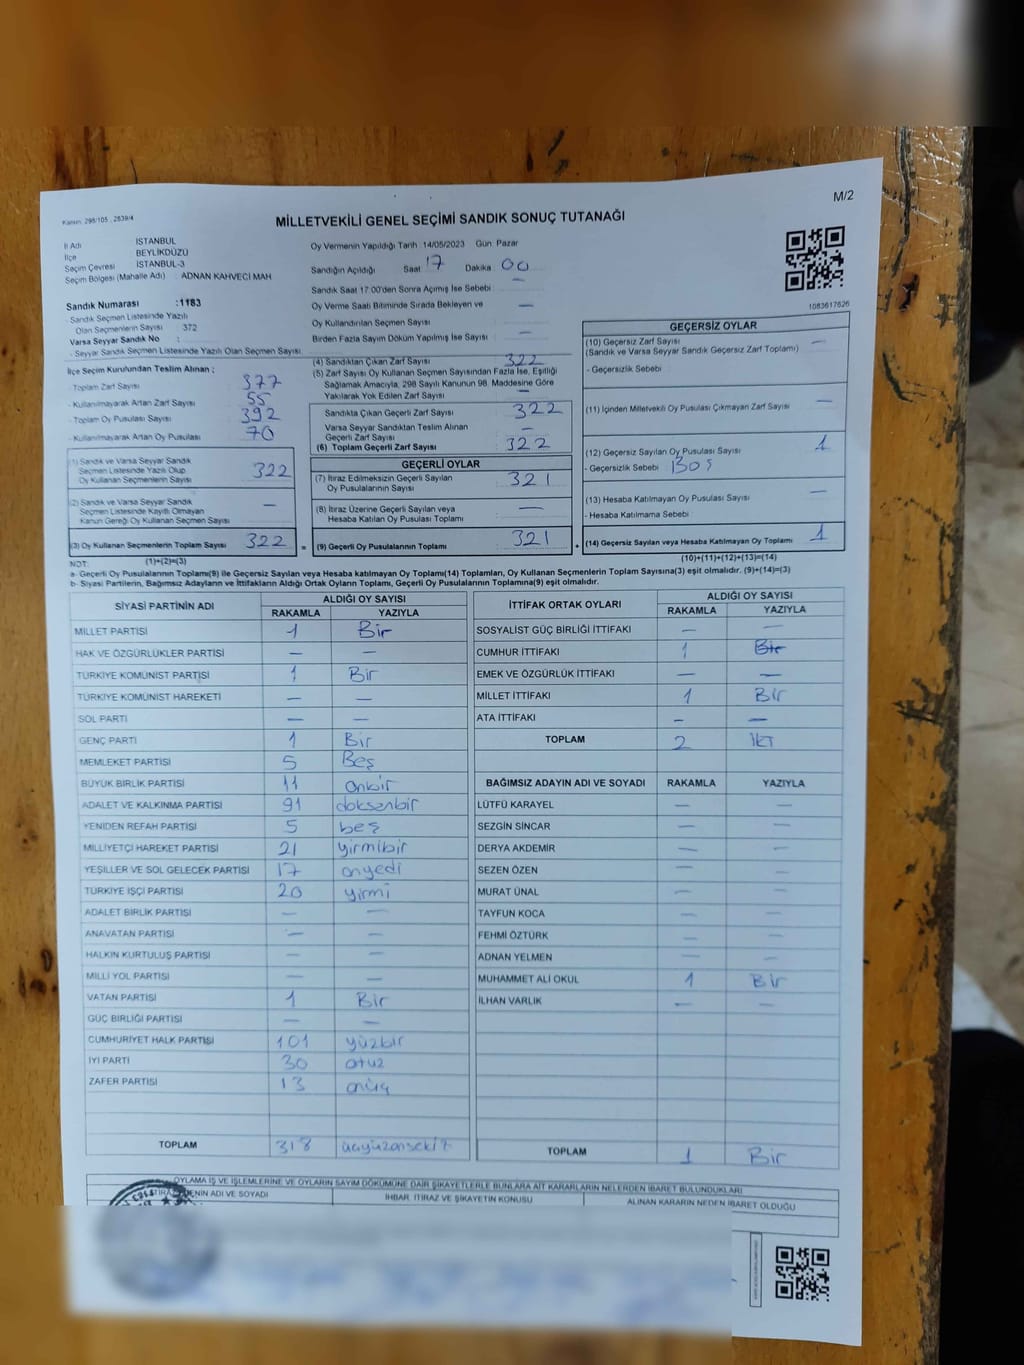 M/2
Kanun: 298/105 , 2839/4
MİLLETVEKİLİ GENEL SEÇİMİ SANDIK SONUÇ TUTANAĞI
İl Adı İSTANBUL
İlçe BEYLİKDÜZÜ
Seçim Çevresi İSTANBUL-3
Seçim Bölgesi (Mahalle Adı) : ADNAN KAHVECİ MAH
Sandık Numarası :1183
- Sandık Seçmen Listesinde Yazılı
Olan Seçmenlerin Sayısı 372
Varsa Seyyar Sandık No :
- Seyyar Sandık Seçmen Listesinde Yazılı Olan Seçmen Sayısı
Oy Vermenin Yapıldığı Tarih 14/05/2023 Gün: Pazar
Sandığın Açıldığı Saat 17 Dakika 00
Sandık Saat 17:00'den Sonra Açımış İse Sebebi —
Oy Verme Saati Bitiminde Sırada Bekleyen ve —
Oy Kullandırılan Seçmen Sayısı
Birden Fazla Sayım Döküm Yapılmış İse Sayısı —
1083617626
İlçe Seçim Kurulundan Teslim Alınan ;
- Toplam Zarf Sayısı 377
- Kullanılmayarak Artan Zarf Sayısı 55
- Toplam Oy Pusulası Sayısı 392
- Kullanılmayarak Artan Oy Pusulası 70
(1) Sandık ve Varsa Seyyar Sandık
Seçmen Listesinde Yazılı Olup
Oy Kullanan Seçmenlerin Sayısı 322
(2) Sandık ve Varsa Seyyar Sandık
Seçmen Listesinde Kayıtlı Olmayan
Kanun Gereği Oy Kullanan Seçmen Sayısı —
(3) Oy Kullanan Seçmenlerin Toplam Sayısı 322 =
(4) Sandıktan Çıkan Zarf Sayısı 322
(5) Zarf Sayısı Oy Kullanan Seçmen Sayısından Fazla İse, Eşitliği
Sağlamak Amacıyla, 298 Sayılı Kanunun 98. Maddesine Göre
Yakılarak Yok Edilen Zarf Sayısı —
Sandıkta Çıkan Geçerli Zarf Sayısı 322
Varsa Seyyar Sandıktan Teslim Alınan
Geçerli Zarf Sayısı —
(6) Toplam Geçerli Zarf Sayısı 322
GEÇERLİ OYLAR
(7) İtiraz Edilmeksizin Geçerli Sayılan
Oy Pusulalarının Sayısı 321
(8) İtiraz Üzerine Geçerli Sayılan veya
Hesaba Katılan Oy Pusulası Toplamı —
(9) Geçerli Oy Pusulalarının Toplamı 321 +
GEÇERSİZ OYLAR
(10) Geçersiz Zarf Sayısı —
(Sandık ve Varsa Seyyar Sandık Geçersiz Zarf Toplamı)
- Geçersizlik Sebebi
(11) İçinden Milletvekili Oy Pusulası Çıkmayan Zarf Sayısı —
(12) Geçersiz Sayılan Oy Pusulası Sayısı 1
- Geçersizlik Sebebi BOŞ
(13) Hesaba Katılmayan Oy Pusulası Sayısı —
- Hesaba Katılmama Sebebi
(14) Geçersiz Sayılan veya Hesaba Katılmayan Oy Toplamı 1
NOT: (1)+(2)=(3) (10)+(11)+(12)+(13)=(14)
a- Geçerli Oy Pusulalarının Toplamı(9) ile Geçersiz Sayılan veya Hesaba katılmayan Oy Toplamı(14) Toplamları, Oy Kullanan Seçmenlerin Toplam Sayısına(3) eşit olmalıdır. (9)+(14)=(3)
b- Siyasi Partilerin, Bağımsız Adayların ve İttifakların Aldığı Ortak Oyların Toplamı, Geçerli Oy Pusulalarının Toplamına(9) eşit olmalıdır.
SİYASİ PARTİNİN ADI ALDIĞI OY SAYISI
RAKAMLA YAZIYLA
MİLLET PARTİSİ 1 Bir
HAK VE ÖZGÜRLÜKLER PARTİSİ — —
TÜRKİYE KOMÜNİST PARTİSİ 1 Bir
TÜRKİYE KOMÜNİST HAREKETİ — —
SOL PARTİ — —
GENÇ PARTİ 1 Bir
MEMLEKET PARTİSİ 5 Beş
BÜYÜK BİRLİK PARTİSİ 11 onbir
ADALET VE KALKINMA PARTİSİ 91 doksanbir
YENİDEN REFAH PARTİSİ 5 beş
MİLLİYETÇİ HAREKET PARTİSİ 21 yirmibir
YEŞİLLER VE SOL GELECEK PARTİSİ 17 onyedi
TÜRKİYE İŞÇİ PARTİSİ 20 yirmi
ADALET BİRLİK PARTİSİ — —
ANAVATAN PARTİSİ — —
HALKIN KURTULUŞ PARTİSİ — —
MİLLİ YOL PARTİSİ — —
VATAN PARTİSİ 1 Bir
GÜÇ BİRLİĞİ PARTİSİ — —
CUMHURİYET HALK PARTİSİ 101 yüzbir
İYİ PARTİ 30 otuz
ZAFER PARTİSİ 13 onüç
TOPLAM 318 üçyüzonsekiz
İTTİFAK ORTAK OYLARI ALDIĞI OY SAYISI
RAKAMLA YAZIYLA
SOSYALİST GÜÇ BİRLİĞİ İTTİFAKI — —
CUMHUR İTTİFAKI 1 Bir
EMEK VE ÖZGÜRLÜK İTTİFAKI — —
MİLLET İTTİFAKI 1 Bir
ATA İTTİFAKI — —
TOPLAM 2 İKİ
BAĞIMSIZ ADAYIN ADI VE SOYADI RAKAMLA YAZIYLA
LÜTFÜ KARAYEL — —
SEZGİN SİNCAR — —
DERYA AKDEMİR — —
SEZEN ÖZEN — —
MURAT ÜNAL — —
TAYFUN KOCA — —
FEHMİ ÖZTÜRK — —
ADNAN YELMEN — —
MUHAMMET ALİ OKUL 1 Bir
İLHAN VARLIK — —
TOPLAM 1 Bir
OYLAMA İŞ VE İŞLEMLERİNE VE OYLARIN SAYIM DÖKÜMÜNE DAİR ŞİKAYETLERLE BUNLARA AİT KARARLARIN NELERDEN İBARET BULUNDUKLARI
ADI VE SOYADI İHBAR, İTİRAZ VE ŞİKAYETİN KONUSU ALINAN KARARIN NEDEN İBARET OLDUĞU